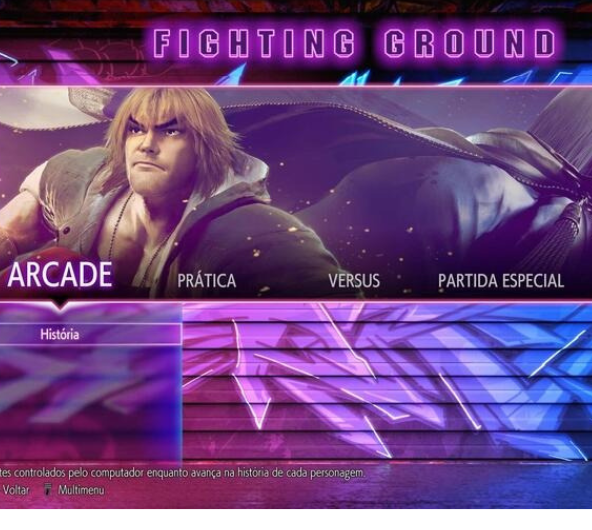 FIGHTING GROUND
ARCADE PRÁTICA VERSUS PARTIDA ESPECIAL
História
controlados pelo computador enquanto avança na história de cada personagem.
Voltar Multimenu